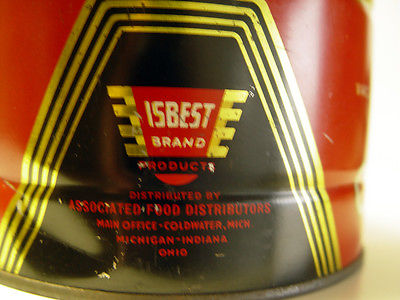 ISBEST
BRAND
PRODUCTS
DISTRIBUTED BY
ASSOCIATED FOOD DISTRIBUTORS
MAIN OFFICE-COLDWATER, MICH.
MICHIGAN-INDIANA
OHIO